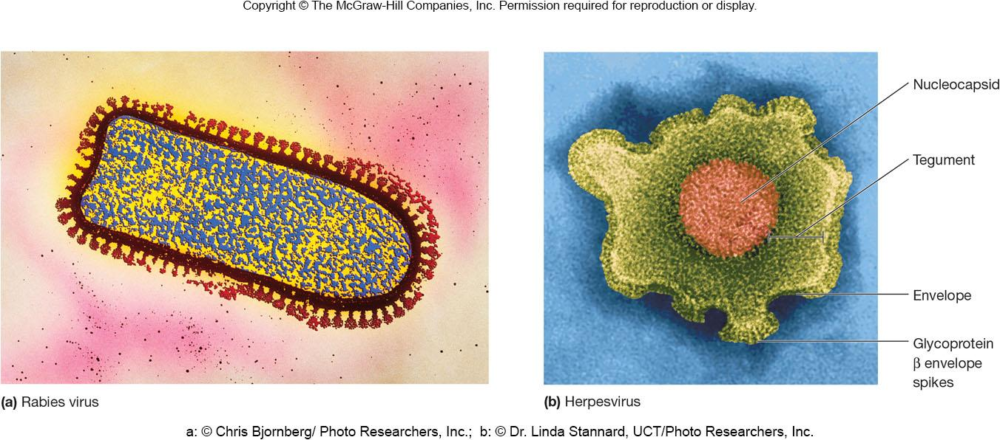 Copyright © The McGraw-Hill Companies, Inc. Permission required for reproduction or display.
Nucleocapsid
Tegument
Envelope
Glycoprotein
β envelope
spikes
(a) Rabies virus
(b) Herpesvirus
a: © Chris Bjornberg/ Photo Researchers, Inc.; b: © Dr. Linda Stannard, UCT/Photo Researchers, Inc.